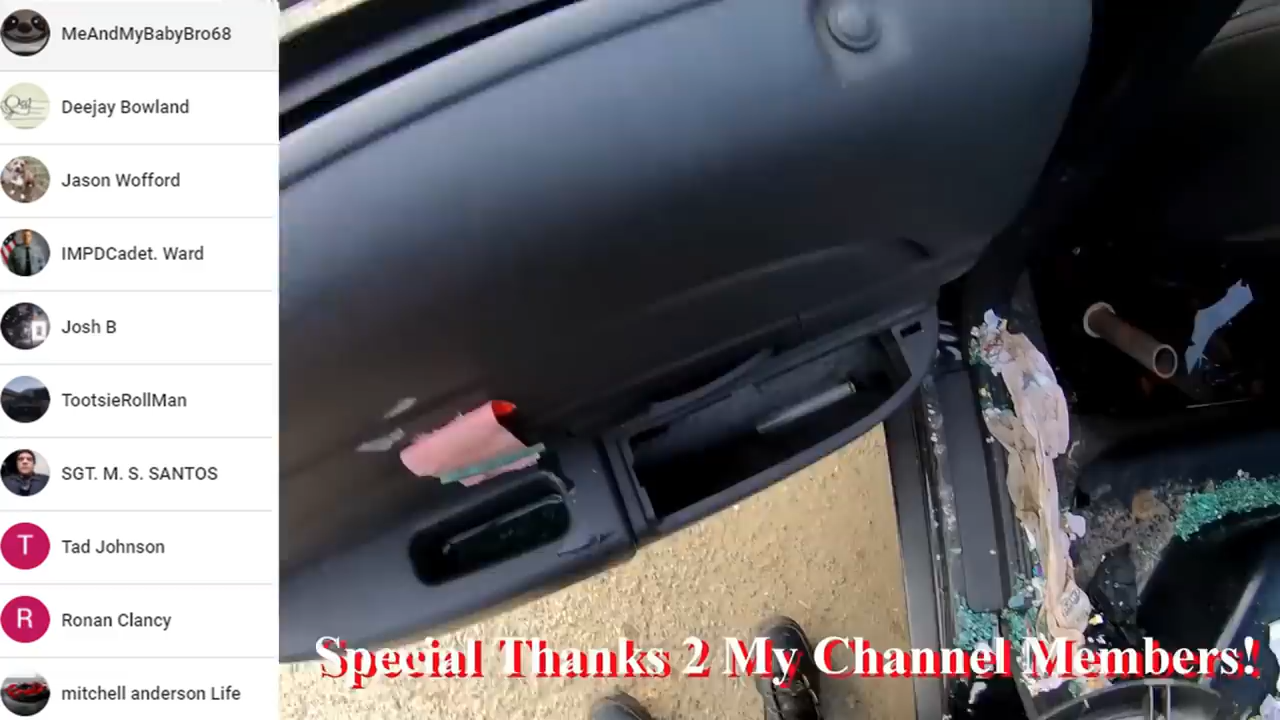 MeAndMyBabyBro68
Deejay Bowland
Jason Wofford
IMPDCadet. Ward
Josh B
TootsieRollMan
SGT. M. S. SANTOS
T Tad Johnson
R Ronan Clancy
mitchell anderson Life
Special Thanks 2 My Channel Members!